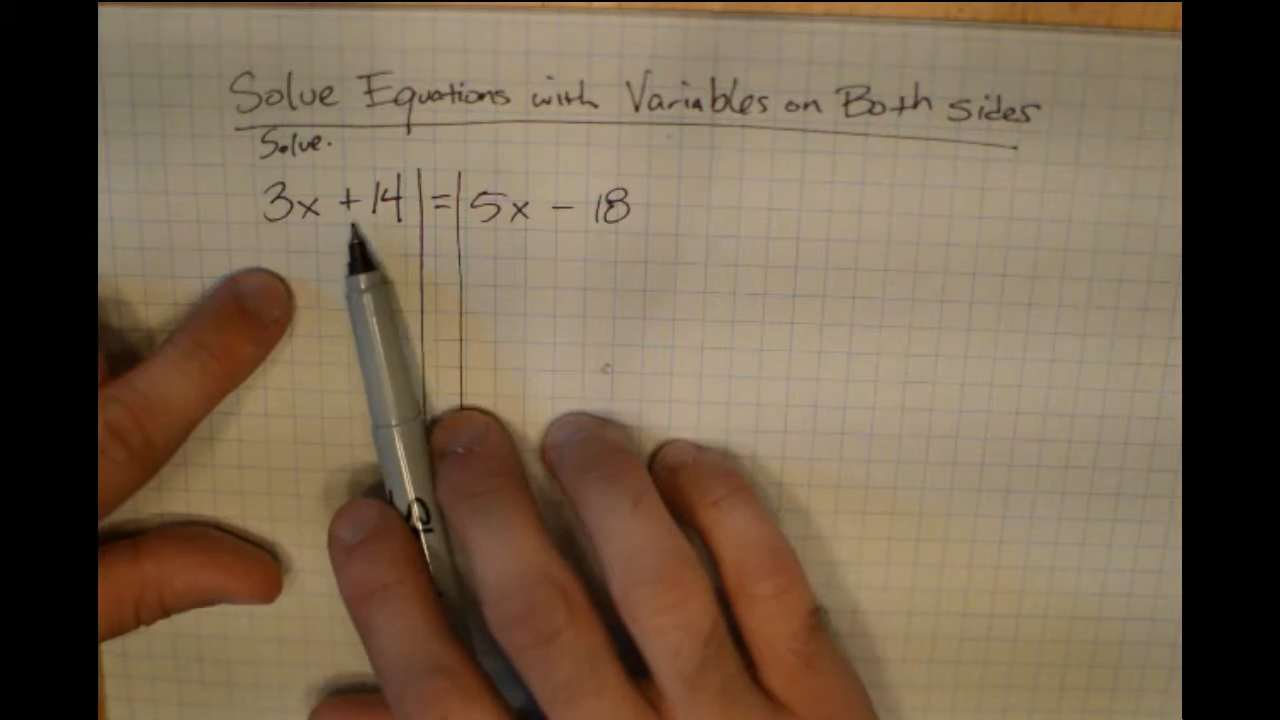 Solve Equations with Variables on Both sides
Solve.
3x + 14 = 5x - 18